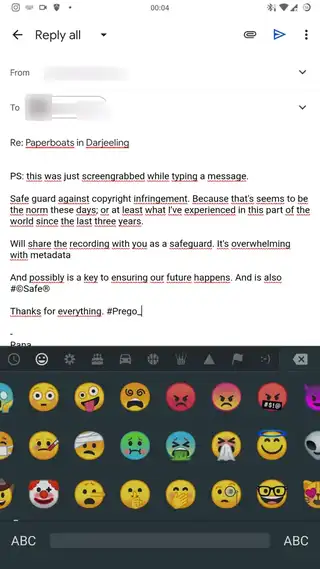 00:04
Reply all
From
To
Re: Paperboats in Darjeeling
PS: this was just screengrabbed while typing a message.
Safe guard against copyright infringement. Because that's seems to be
the norm these days; or at least what I've experienced in this part of the
world since the last three years.
Will share the recording with you as a safeguard. It's overwhelming
with metadata
And possibly is a key to ensuring our future happens. And is also
#©Safe®
Thanks for everything. #Prego_
-
:-)
#$!@
ABC ABC